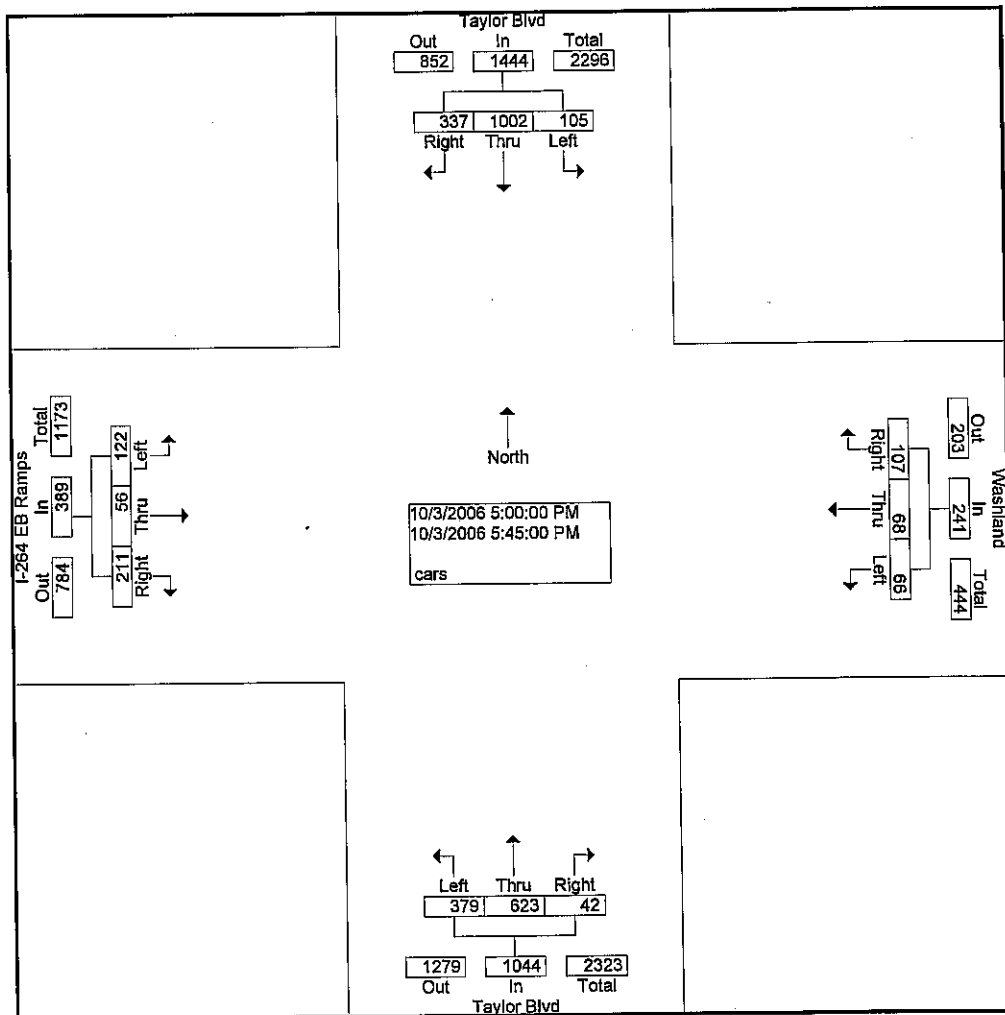 Taylor Blvd
Out In Total
852 1444 2296
337 1002 105
Right Thru Left
I-264 EB Ramps
Total In Out
1173 389 784
122 56 211
Left Thru Right
North
10/3/2006 5:00:00 PM
10/3/2006 5:45:00 PM
cars
Washland
Out In Total
203 241 444
107 68 66
Right Thru Left
Left Thru Right
379 623 42
1279 1044 2323
Out In Total
Taylor Blvd